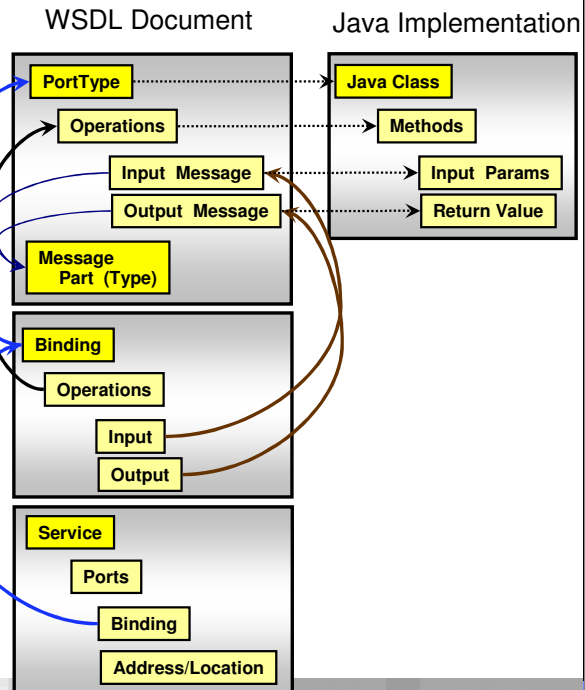 WSDL Document
Java Implementation
PortType
Java Class
Operations
Methods
Input Message
Input Params
Output Message
Return Value
Message
Part (Type)
Binding
Operations
Input
Output
Service
Ports
Binding
Address/Location